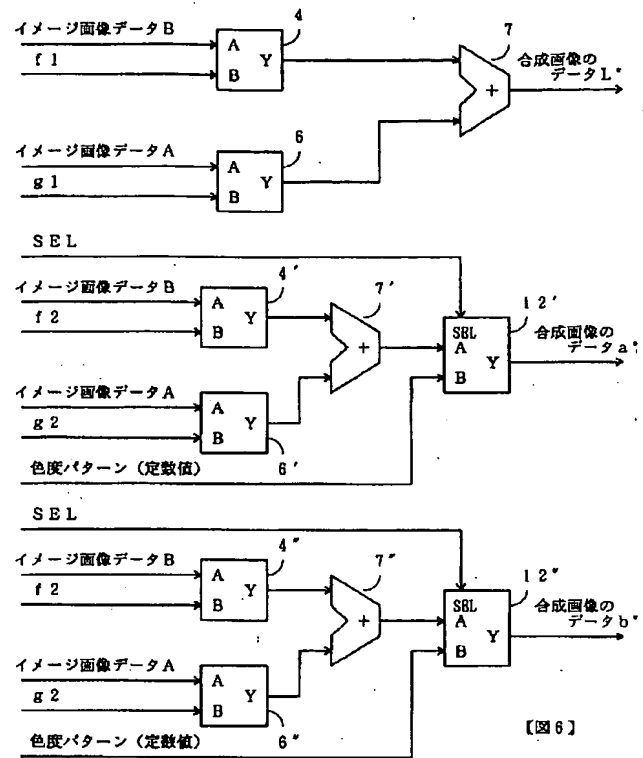 イメージ画像データB
f1
A
B
Y
4
7
+
合成画像の
データL*
イメージ画像データA
g1
A
B
Y
6
SEL
イメージ画像データB
f2
A
B
Y
4'
7'
+
SEL
A
B
Y
12'
合成画像の
データa*
イメージ画像データA
g2
A
B
Y
6'
色度パターン(定数値)
SEL
イメージ画像データB
f2
A
B
Y
4"
7"
+
SEL
A
B
Y
12"
合成画像の
データb*
イメージ画像データA
g2
A
B
Y
6"
色度パターン(定数値)
【図6】